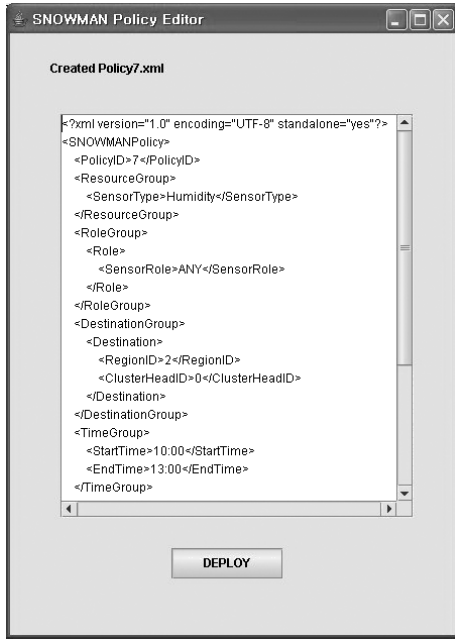 SNOWMAN Policy Editor
Created Policy7.xml
<?xml version="1.0" encoding="UTF-8" standalone="yes"?>
<SNOWMANPolicy>
<PolicyID>7</PolicyID>
<ResourceGroup>
<SensorType>Humidity</SensorType>
</ResourceGroup>
<RoleGroup>
<Role>
<SensorRole>ANY</SensorRole>
</Role>
</RoleGroup>
<DestinationGroup>
<Destination>
<RegionID>2</RegionID>
<ClusterHeadID>0</ClusterHeadID>
</Destination>
</DestinationGroup>
<TimeGroup>
<StartTime>10:00</StartTime>
<EndTime>13:00</EndTime>
</TimeGroup>
DEPLOY